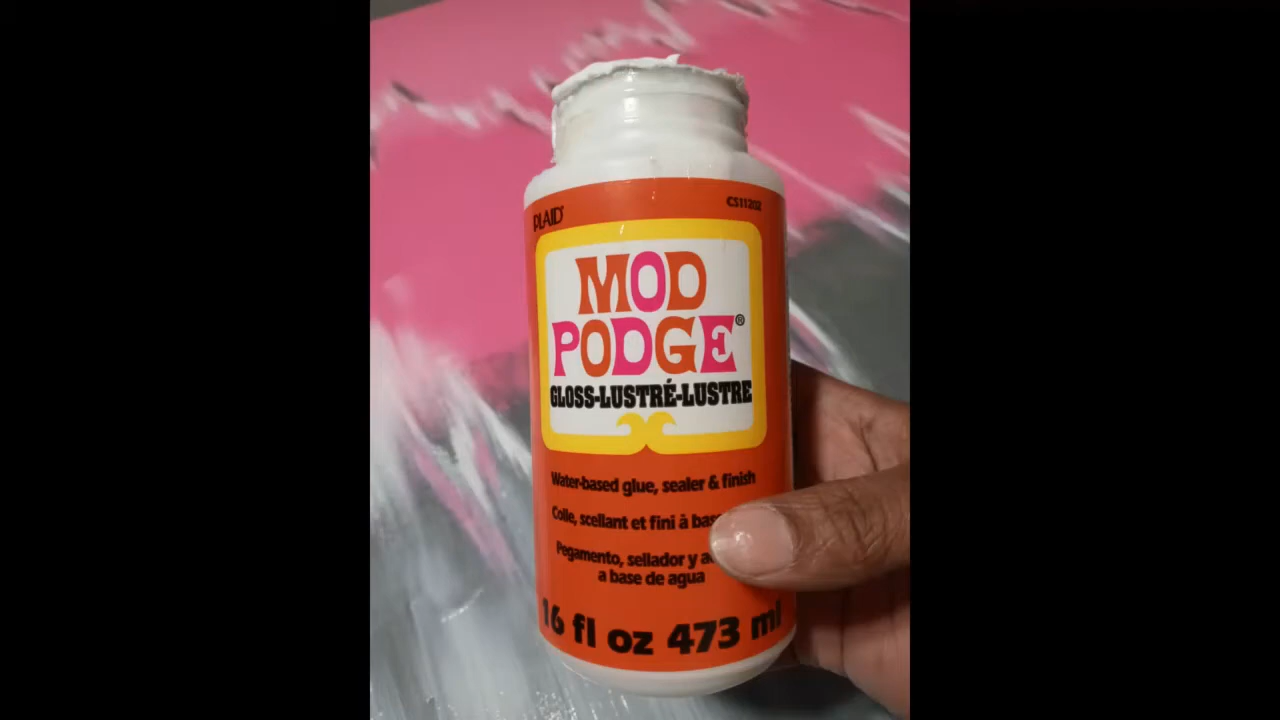 PLAID®
CS11202
MOD
PODGE®
GLOSS-LUSTRÉ-LUSTRE
Water-based glue, sealer & finish
Colle, scellant et fini à
Pegamento, sellador y
a base de agua
16 fl oz 473 ml